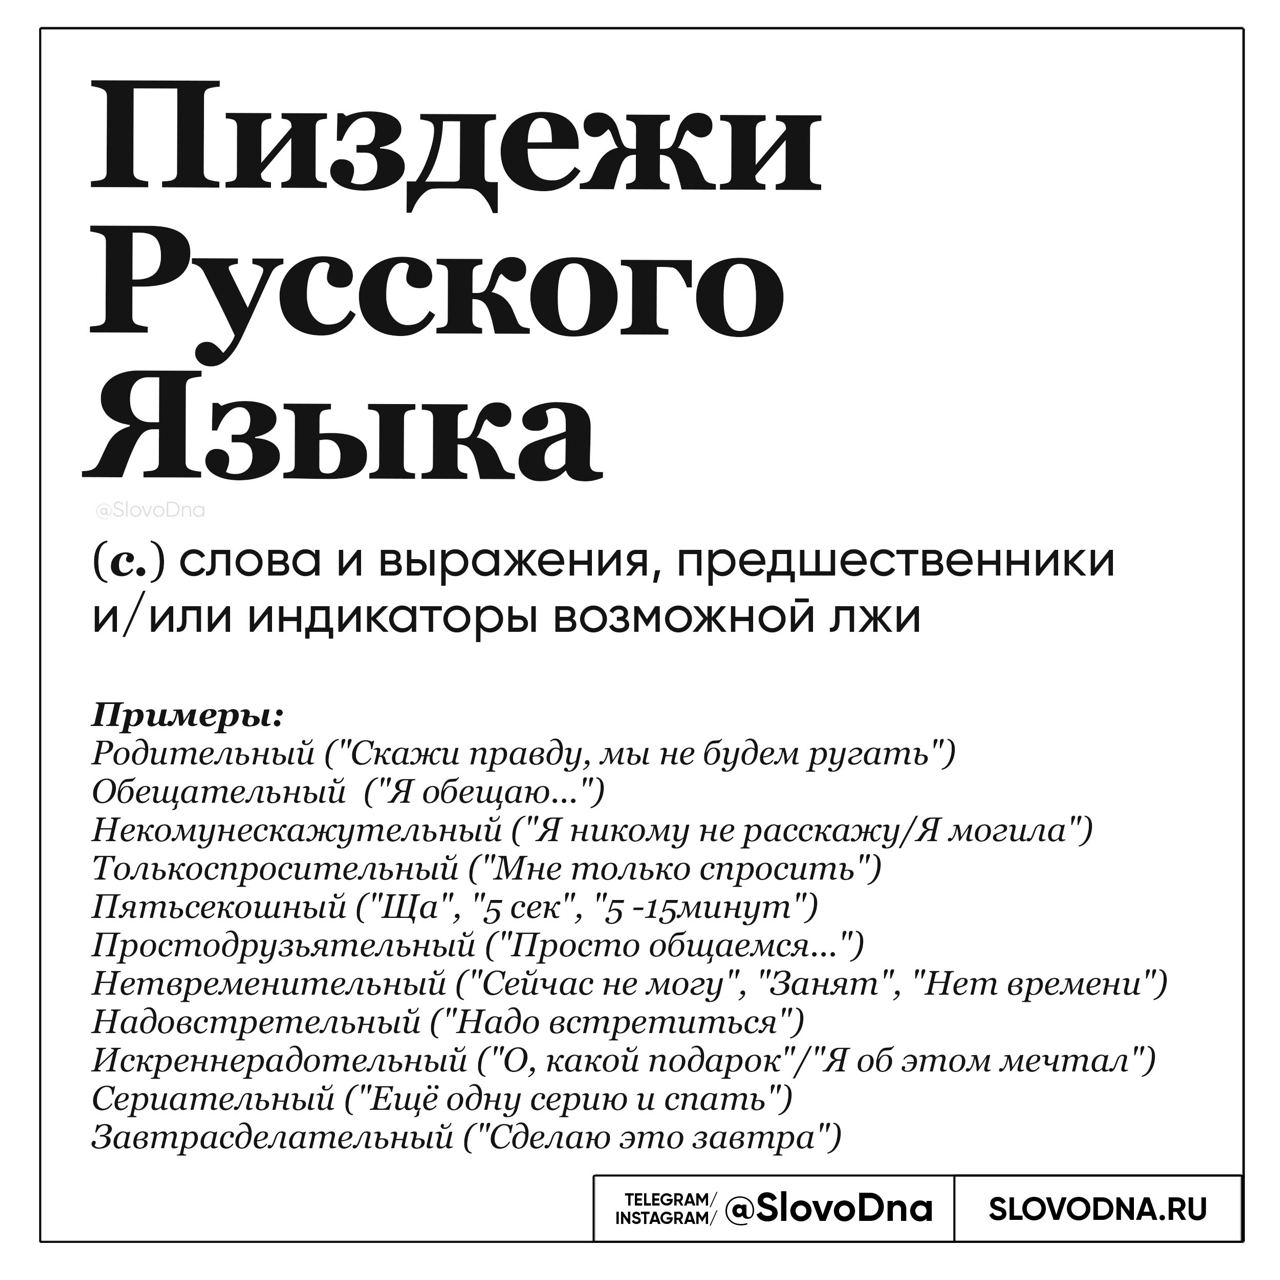 Пиздежи
Русского
Языка
@SlovoDna
(с.) слова и выражения, предшественники
и/или индикаторы возможной лжи
Примеры:
Родительный ("Скажи правду, мы не будем ругать")
Обещательный ("Я обещаю...")
Некомунескажутельный ("Я никому не расскажу/Я могила")
Толькоспросительный ("Мне только спросить")
Пятьсекошный ("Ща", "5 сек", "5 -15минут")
Простодрузьятельный ("Просто общаемся...")
Нетвременительный ("Сейчас не могу", "Занят", "Нет времени")
Надовстретельный ("Надо встретиться")
Искреннерадотельный ("О, какой подарок"/"Я об этом мечтал")
Сериательный ("Ещё одну серию и спать")
Завтрасделательный ("Сделаю это завтра")
TELEGRAM/
INSTAGRAM/ @SlovoDna
SLOVODNA.RU